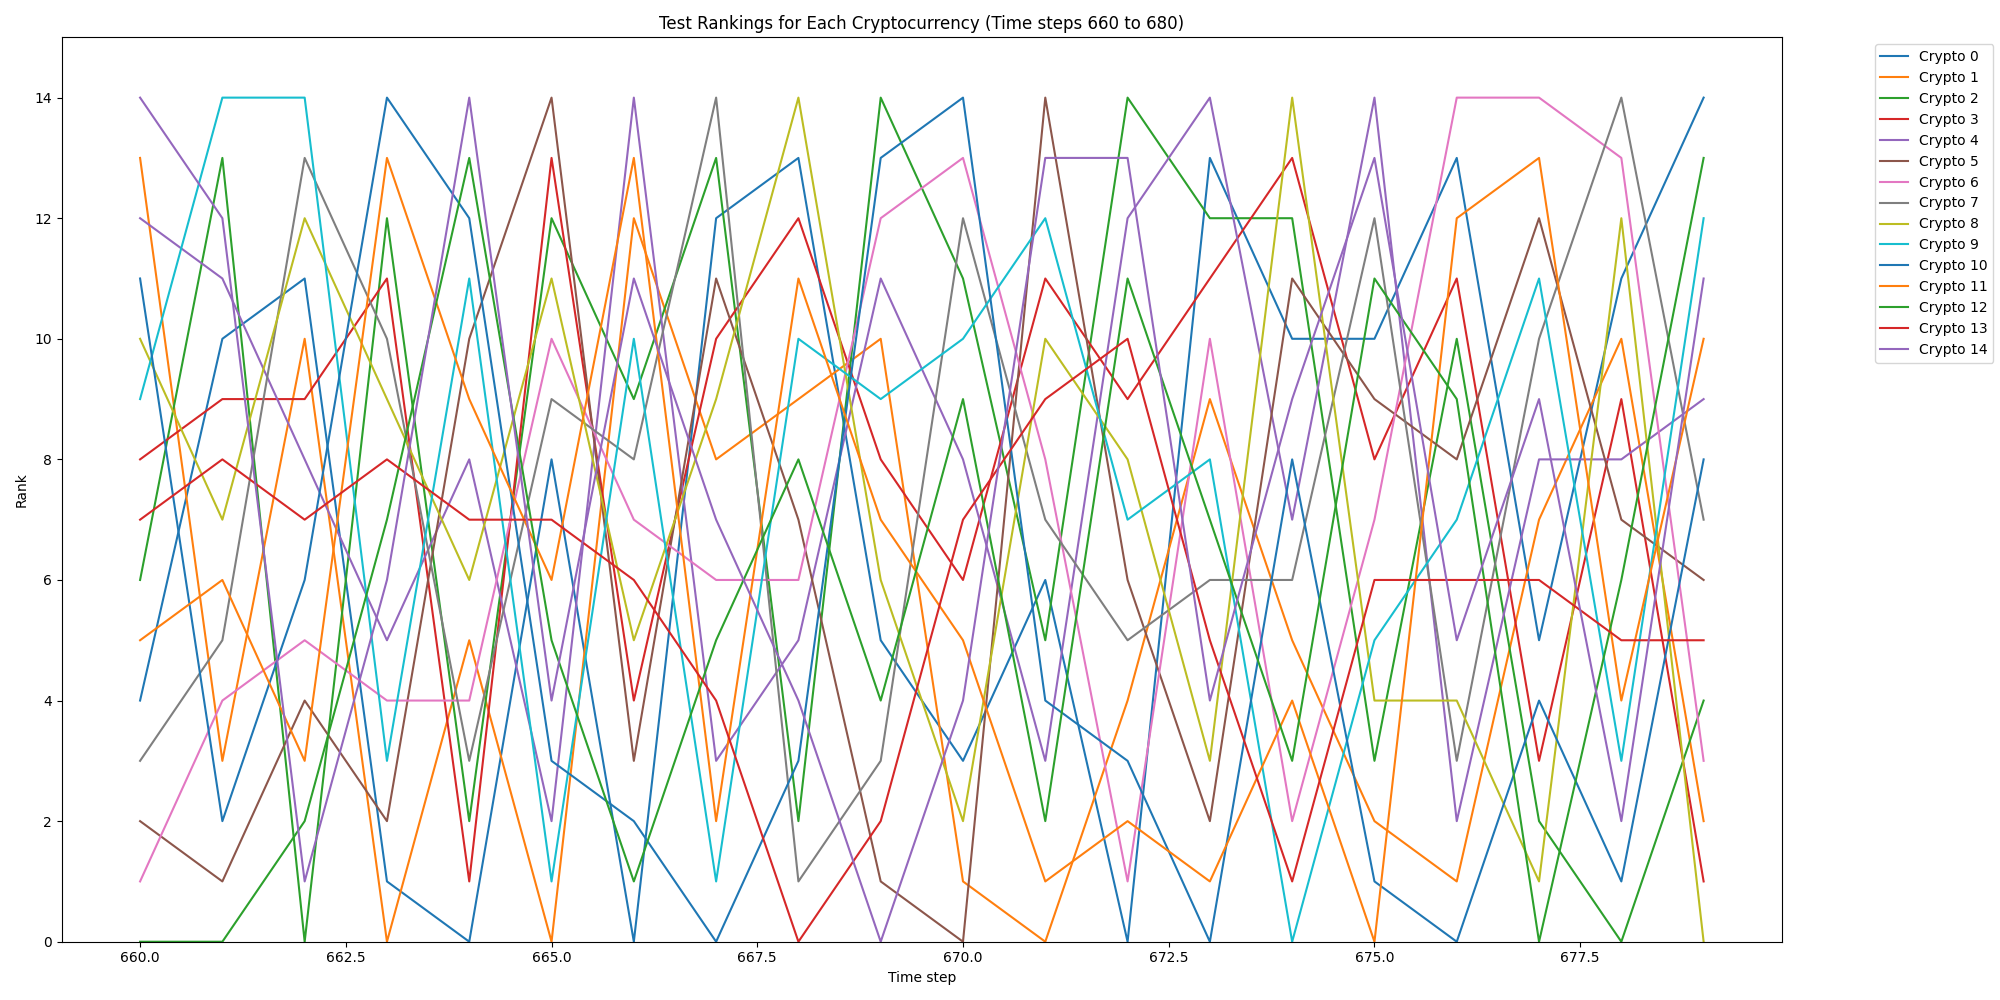 Test Rankings for Each Cryptocurrency (Time steps 660 to 680)
Rank
14
12
10
8
6
4
2
0
660.0 662.5 665.0 667.5 670.0 672.5 675.0 677.5
Time step
Crypto 0
Crypto 1
Crypto 2
Crypto 3
Crypto 4
Crypto 5
Crypto 6
Crypto 7
Crypto 8
Crypto 9
Crypto 10
Crypto 11
Crypto 12
Crypto 13
Crypto 14